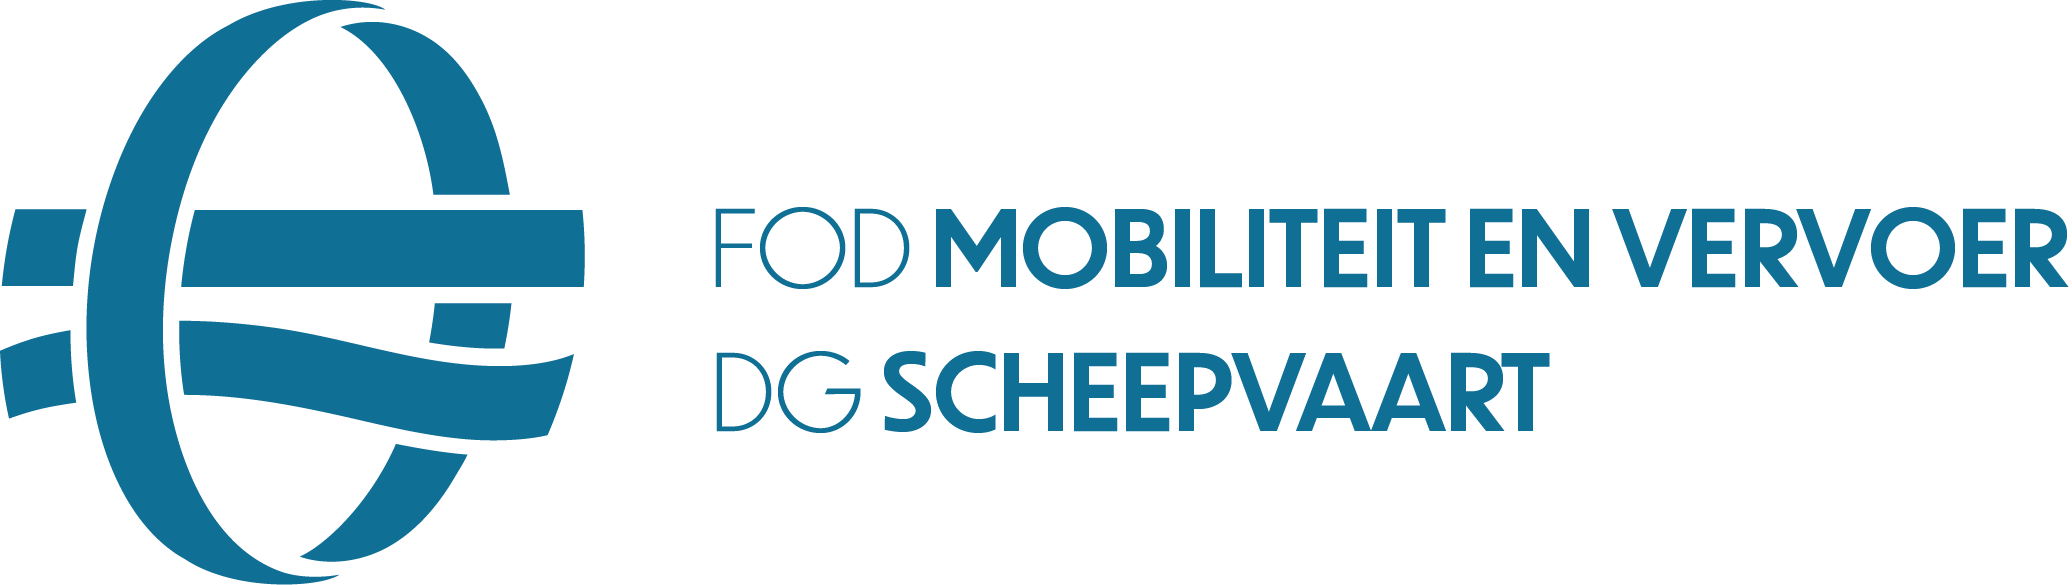 FOD MOBILITEIT EN VERVOER
DG SCHEEPVAART